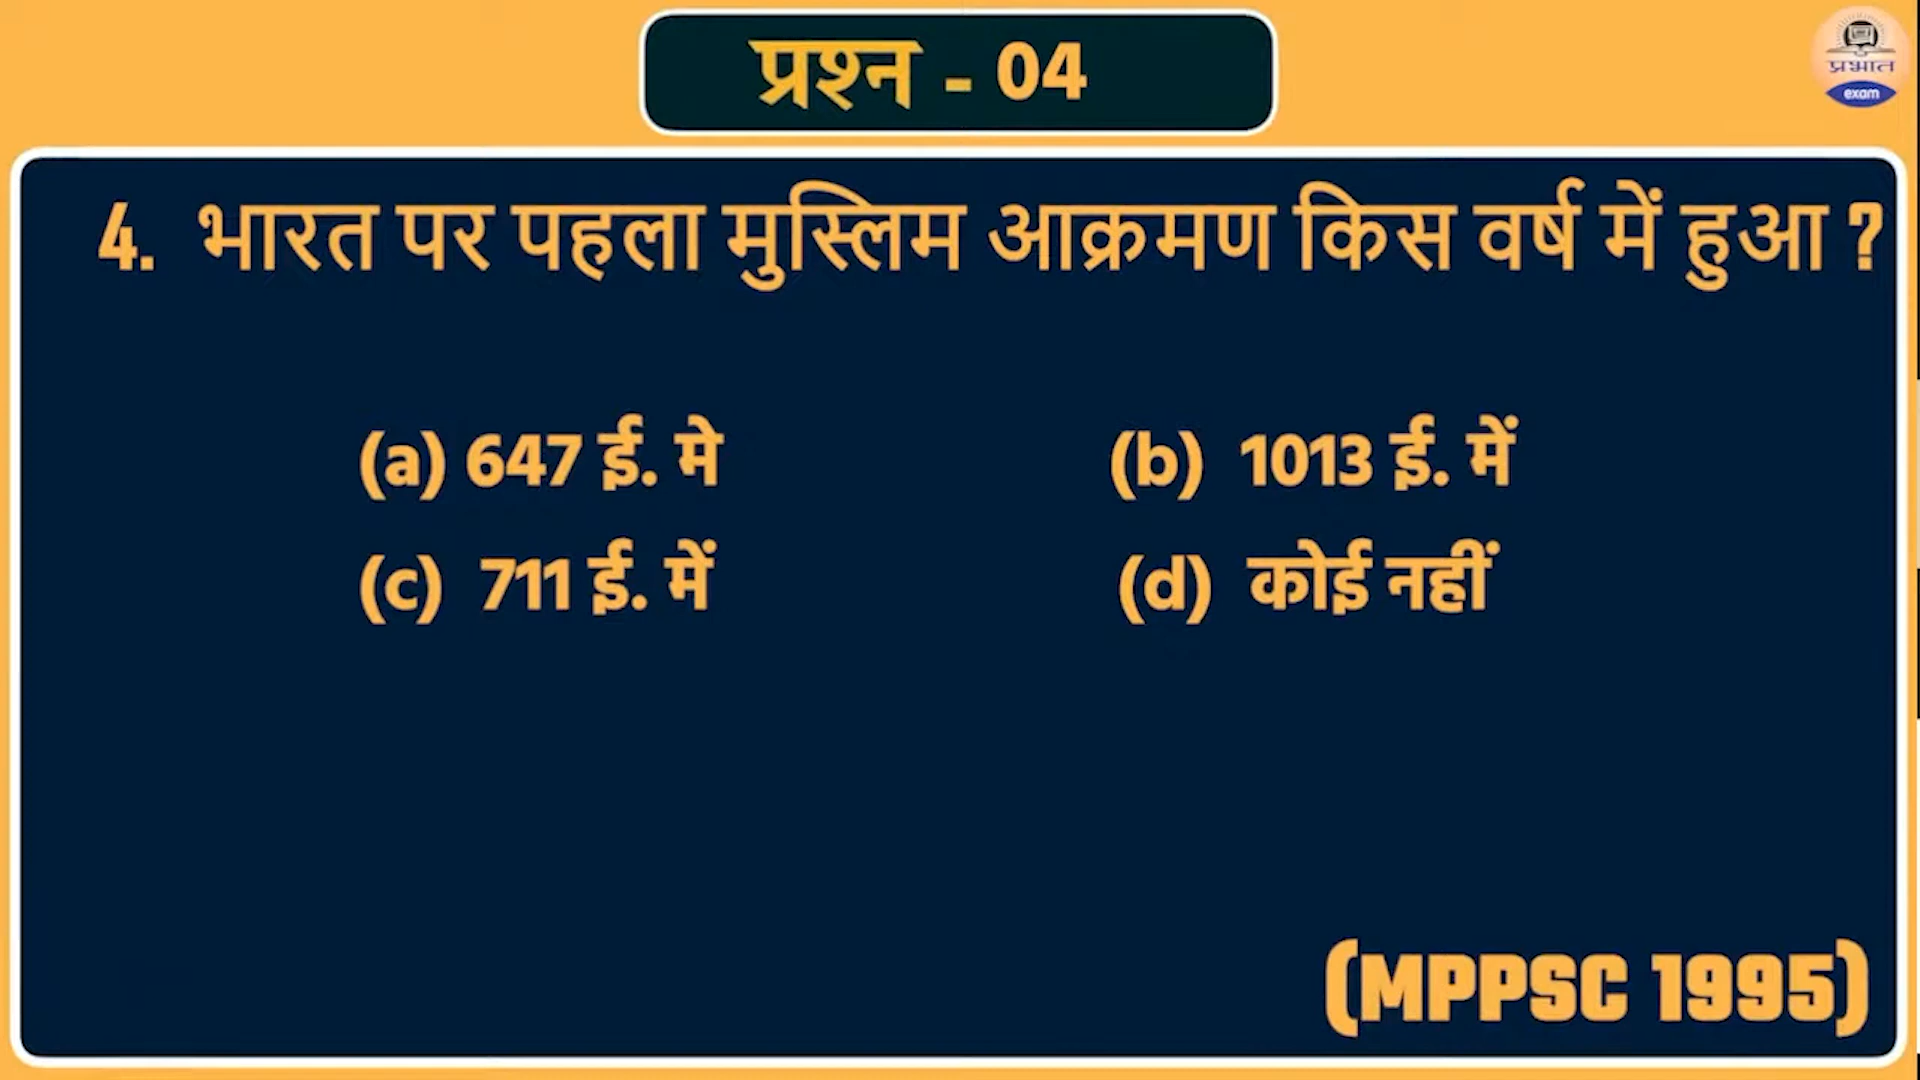 प्रश्न - 04
प्रभात
exam
4. भारत पर पहला मुस्लिम आक्रमण किस वर्ष में हुआ ?
(a) 647 ई. मे (b) 1013 ई. में
(c) 711 ई. में (d) कोई नहीं
(MPPSC 1995)